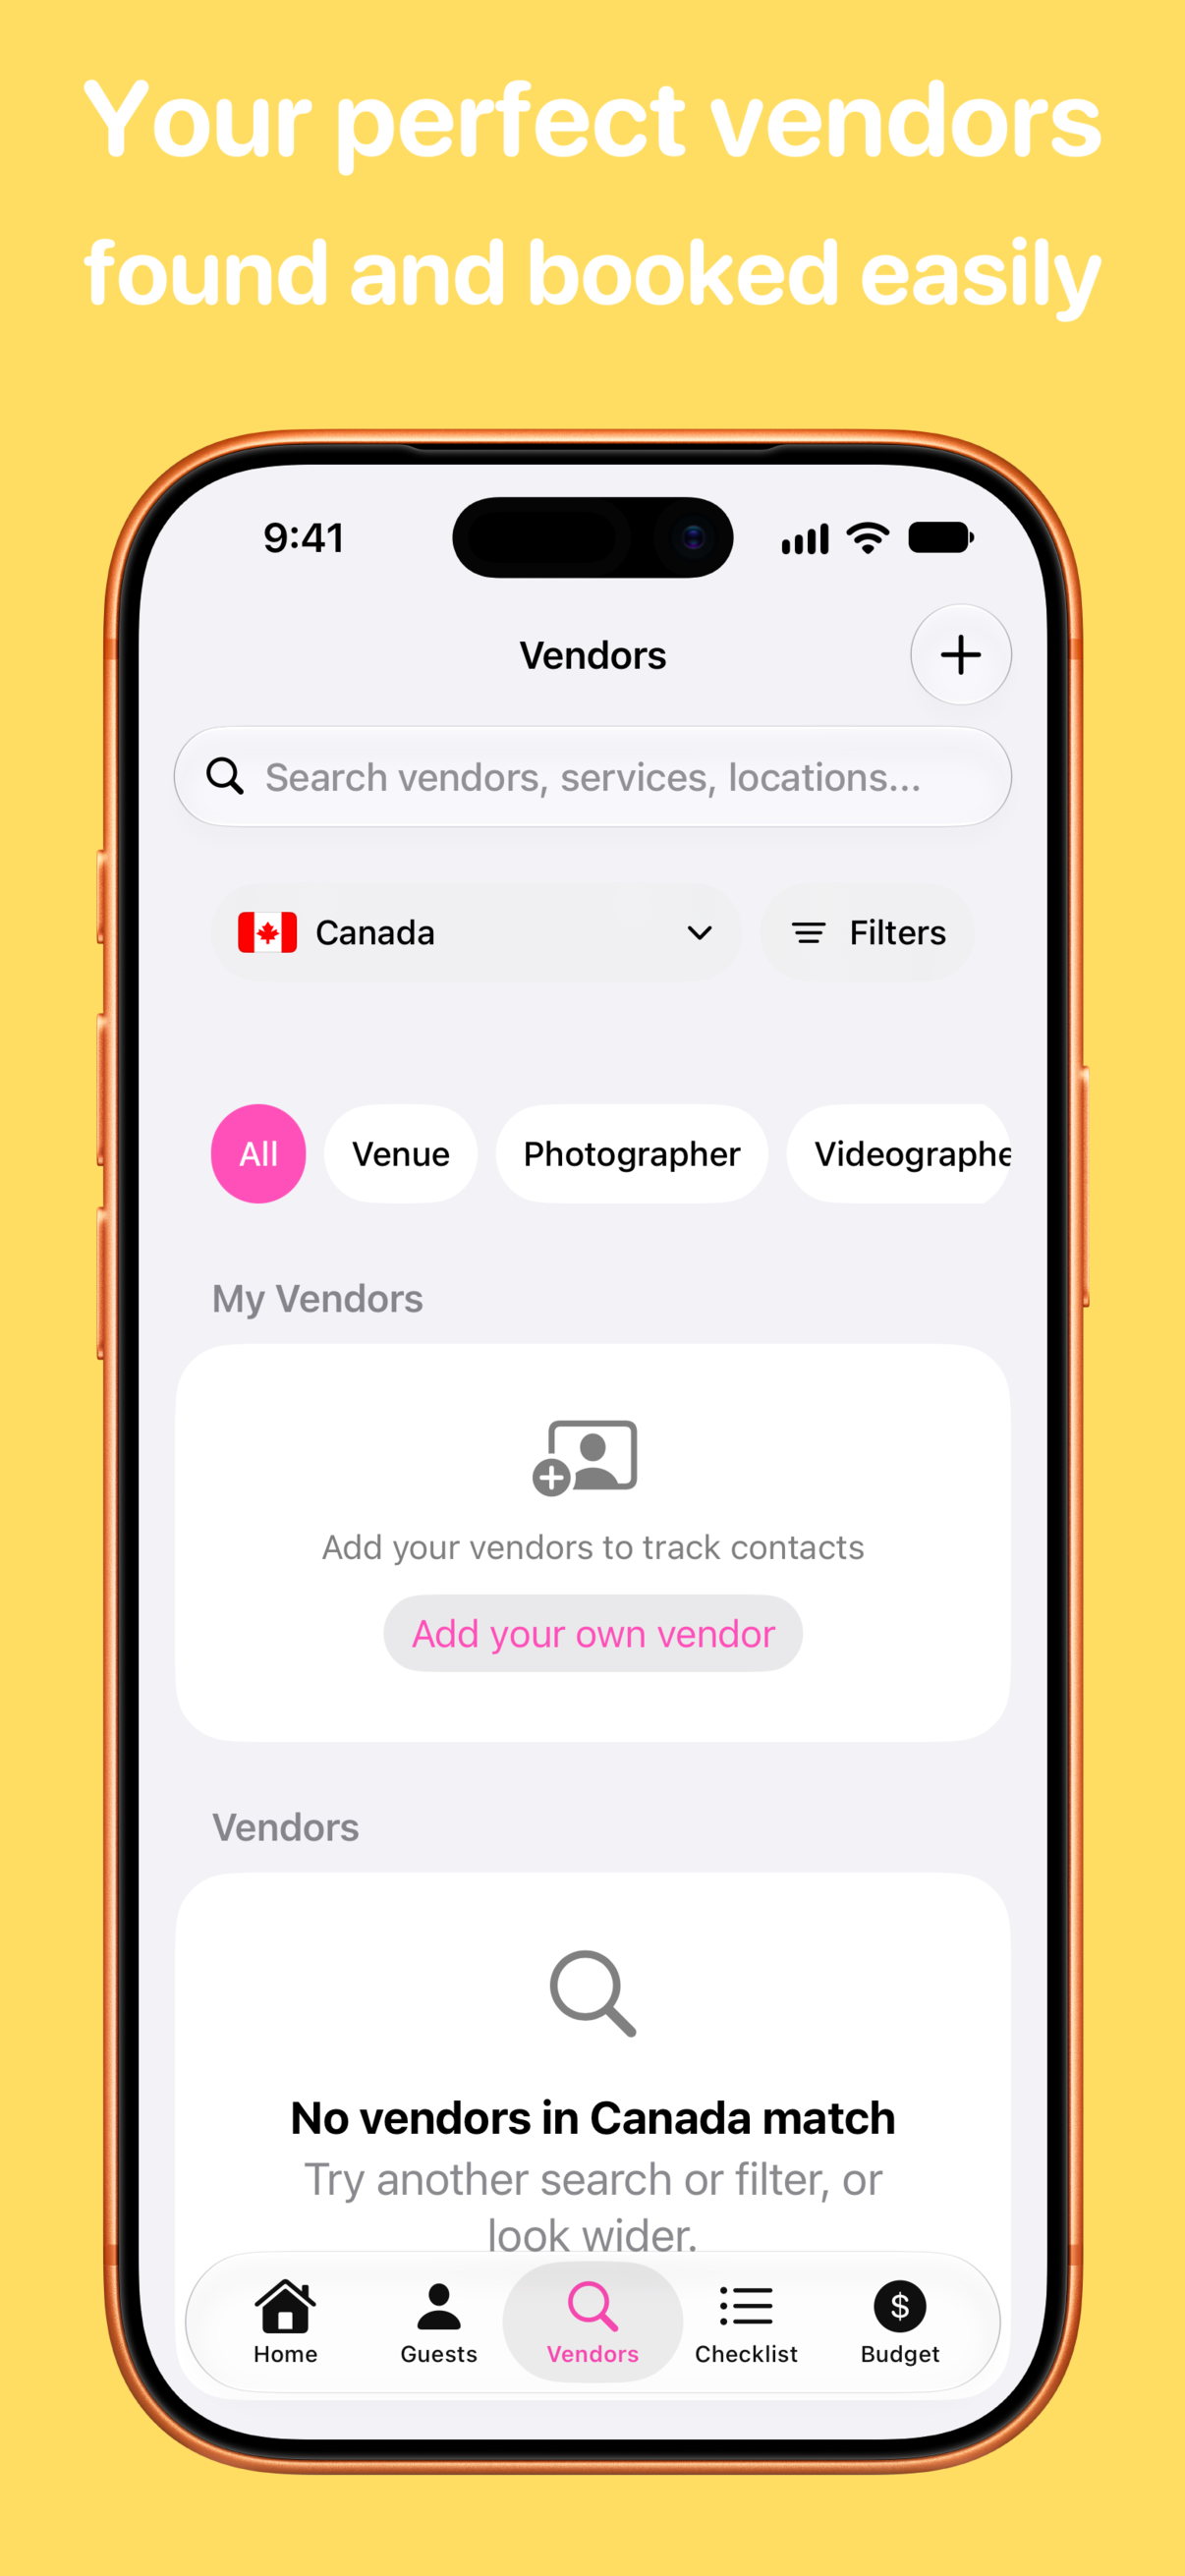 Your perfect vendors
found and booked easily
9:41
Vendors
Search vendors, services, locations...
Canada
Filters
All
Venue
Photographer
Videographe
My Vendors
Add your vendors to track contacts
Add your own vendor
Vendors
No vendors in Canada match
Try another search or filter, or
look wider.
Home
Guests
Vendors
Checklist
$
Budget